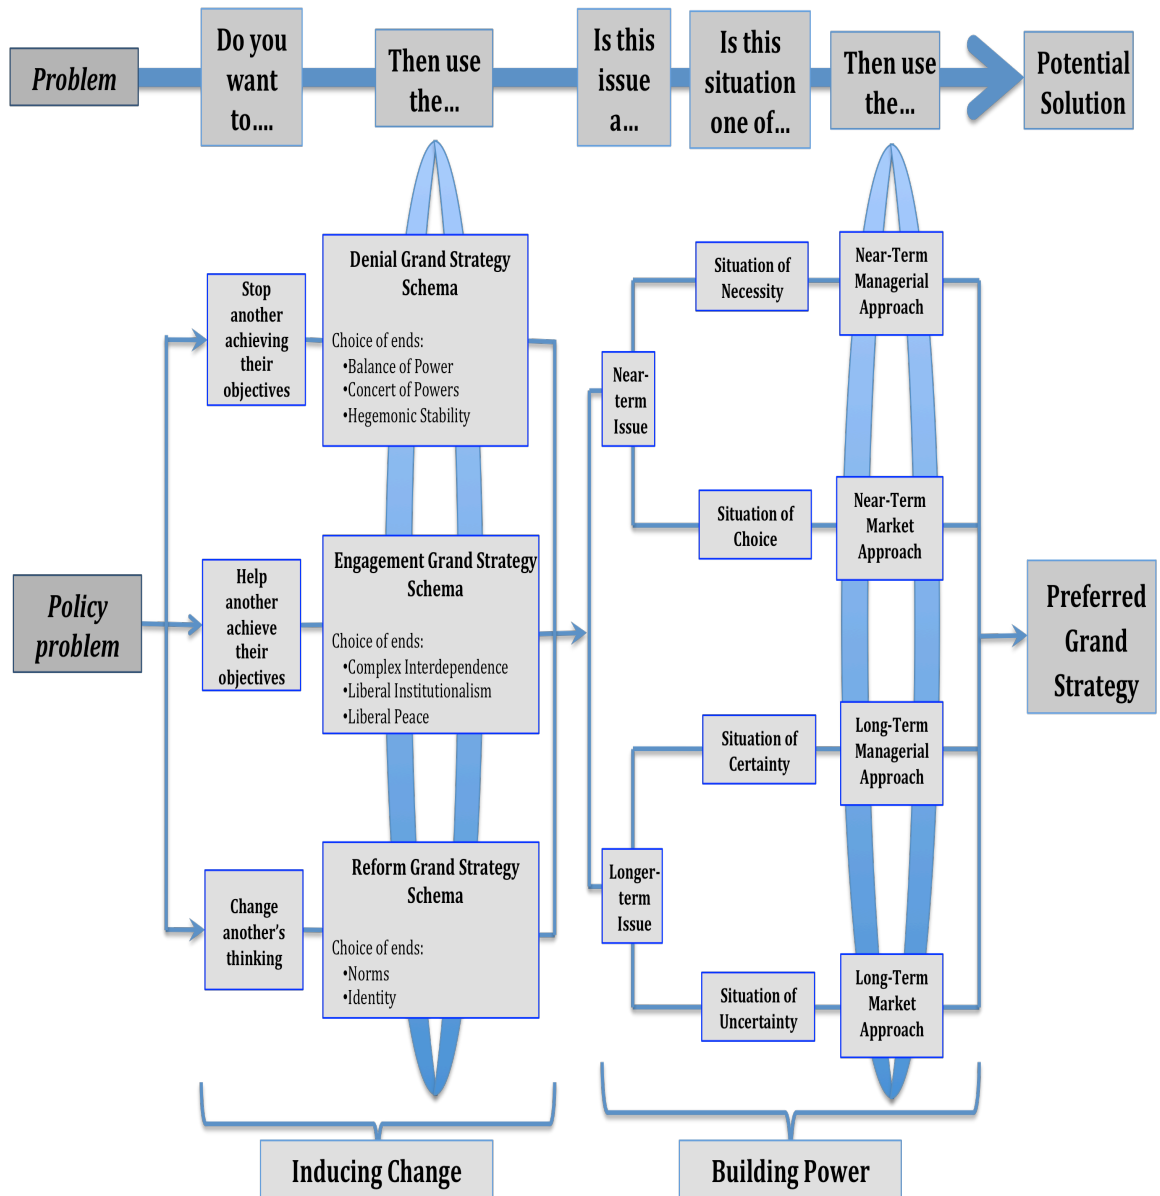 Problem
Do you
want
to....
Then use
the...
Is this
issue
a...
Is this
situation
one of...
Then use
the...
Potential
Solution
Policy
problem
Stop
another
achieving
their
objectives
Denial Grand Strategy
Schema
Choice of ends:
•Balance of Power
•Concert of Powers
•Hegemonic Stability
Help
another
achieve
their
objectives
Engagement Grand Strategy
Schema
Choice of ends:
•Complex Interdependence
•Liberal Institutionalism
•Liberal Peace
Change
another's
thinking
Reform Grand Strategy
Schema
Choice of ends:
•Norms
•Identity
Near-
term
Issue
Situation of
Necessity
Near-Term
Managerial
Approach
Situation of
Choice
Near-Term
Market
Approach
Longer-
term
Issue
Situation of
Certainty
Long-Term
Managerial
Approach
Situation of
Uncertainty
Long-Term
Market
Approach
Preferred
Grand
Strategy
Inducing Change
Building Power